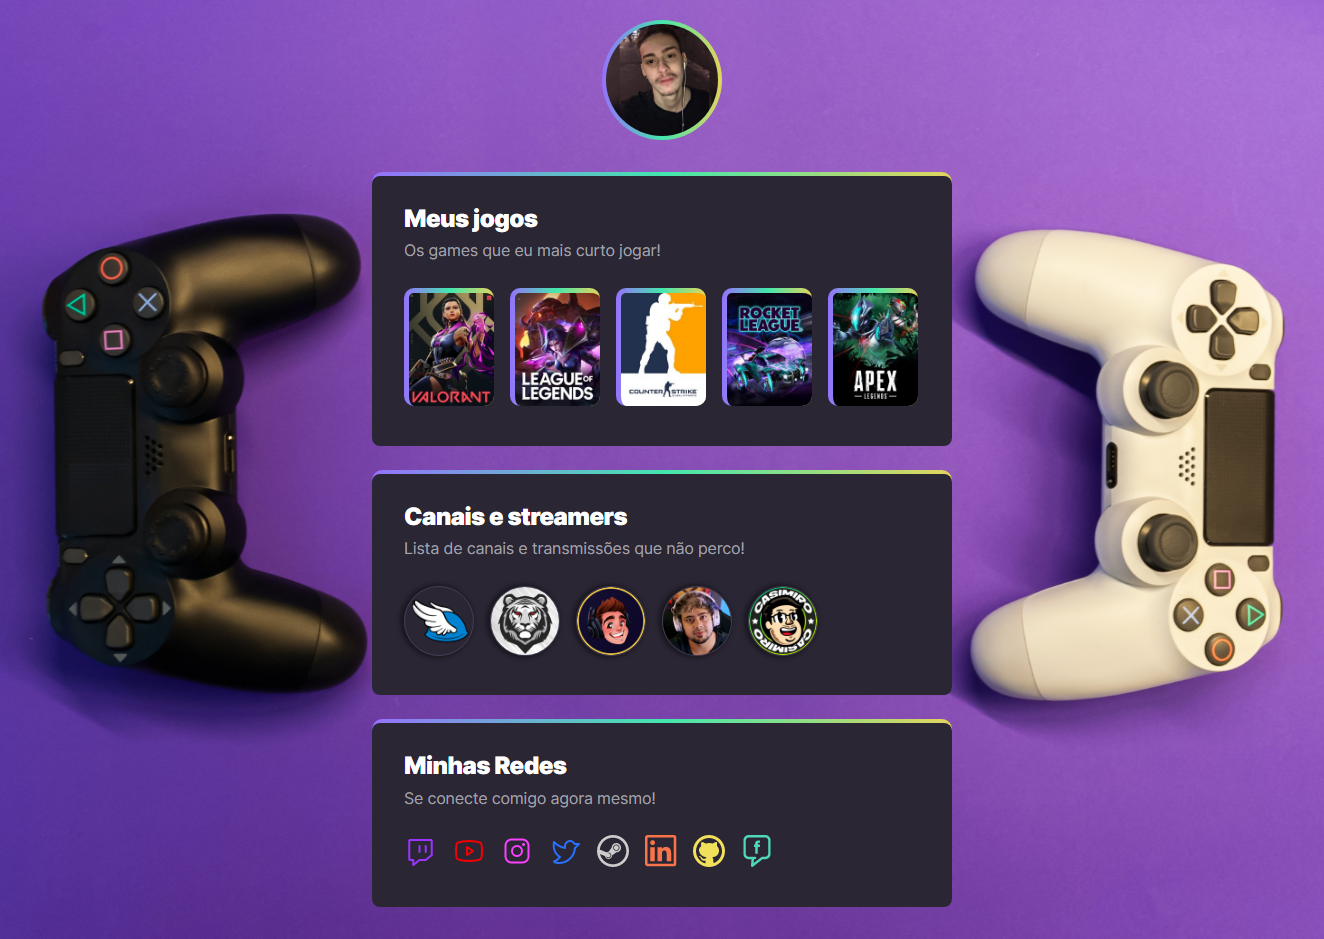 Meus jogos
Os games que eu mais curto jogar!
VALORANT
LEAGUE OF
LEGENDS
COUNTER STRIKE
ROCKET
LEAGUE
APEX
LEGENDS
Canais e streamers
Lista de canais e transmissões que não perco!
CASIMIRO
CASIMIRO
Minhas Redes
Se conecte comigo agora mesmo!
in
f